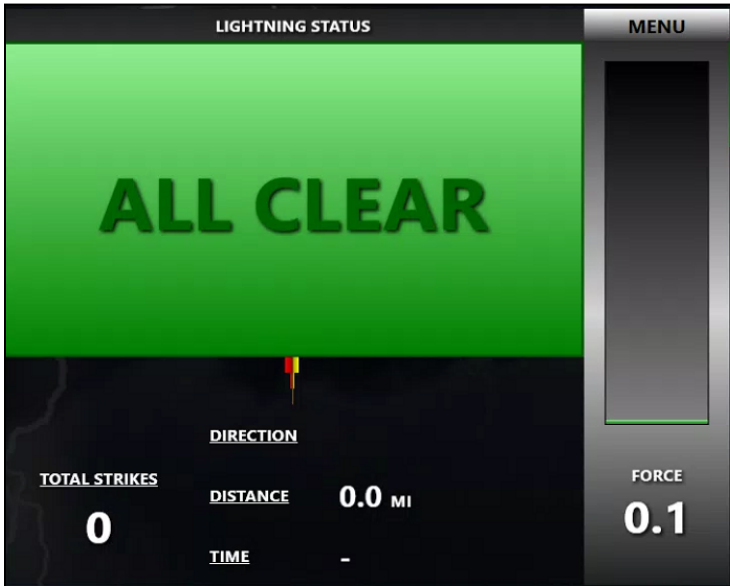 LIGHTNING STATUS
MENU
ALL CLEAR
DIRECTION
TOTAL STRIKES
0
DISTANCE 0.0 MI
TIME -
FORCE
0.1